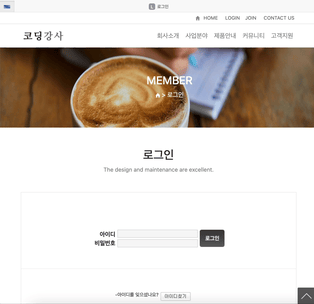 L 로그인
HOME LOGIN JOIN CONTACT US
코딩강사 회사소개 사업분야 제품안내 커뮤니티 고객지원
MEMBER
> 로그인
로그인
The design and maintenance are excellent.
아이디
비밀번호
로그인
-아이디를 잊으셨나요? 아이디찾기